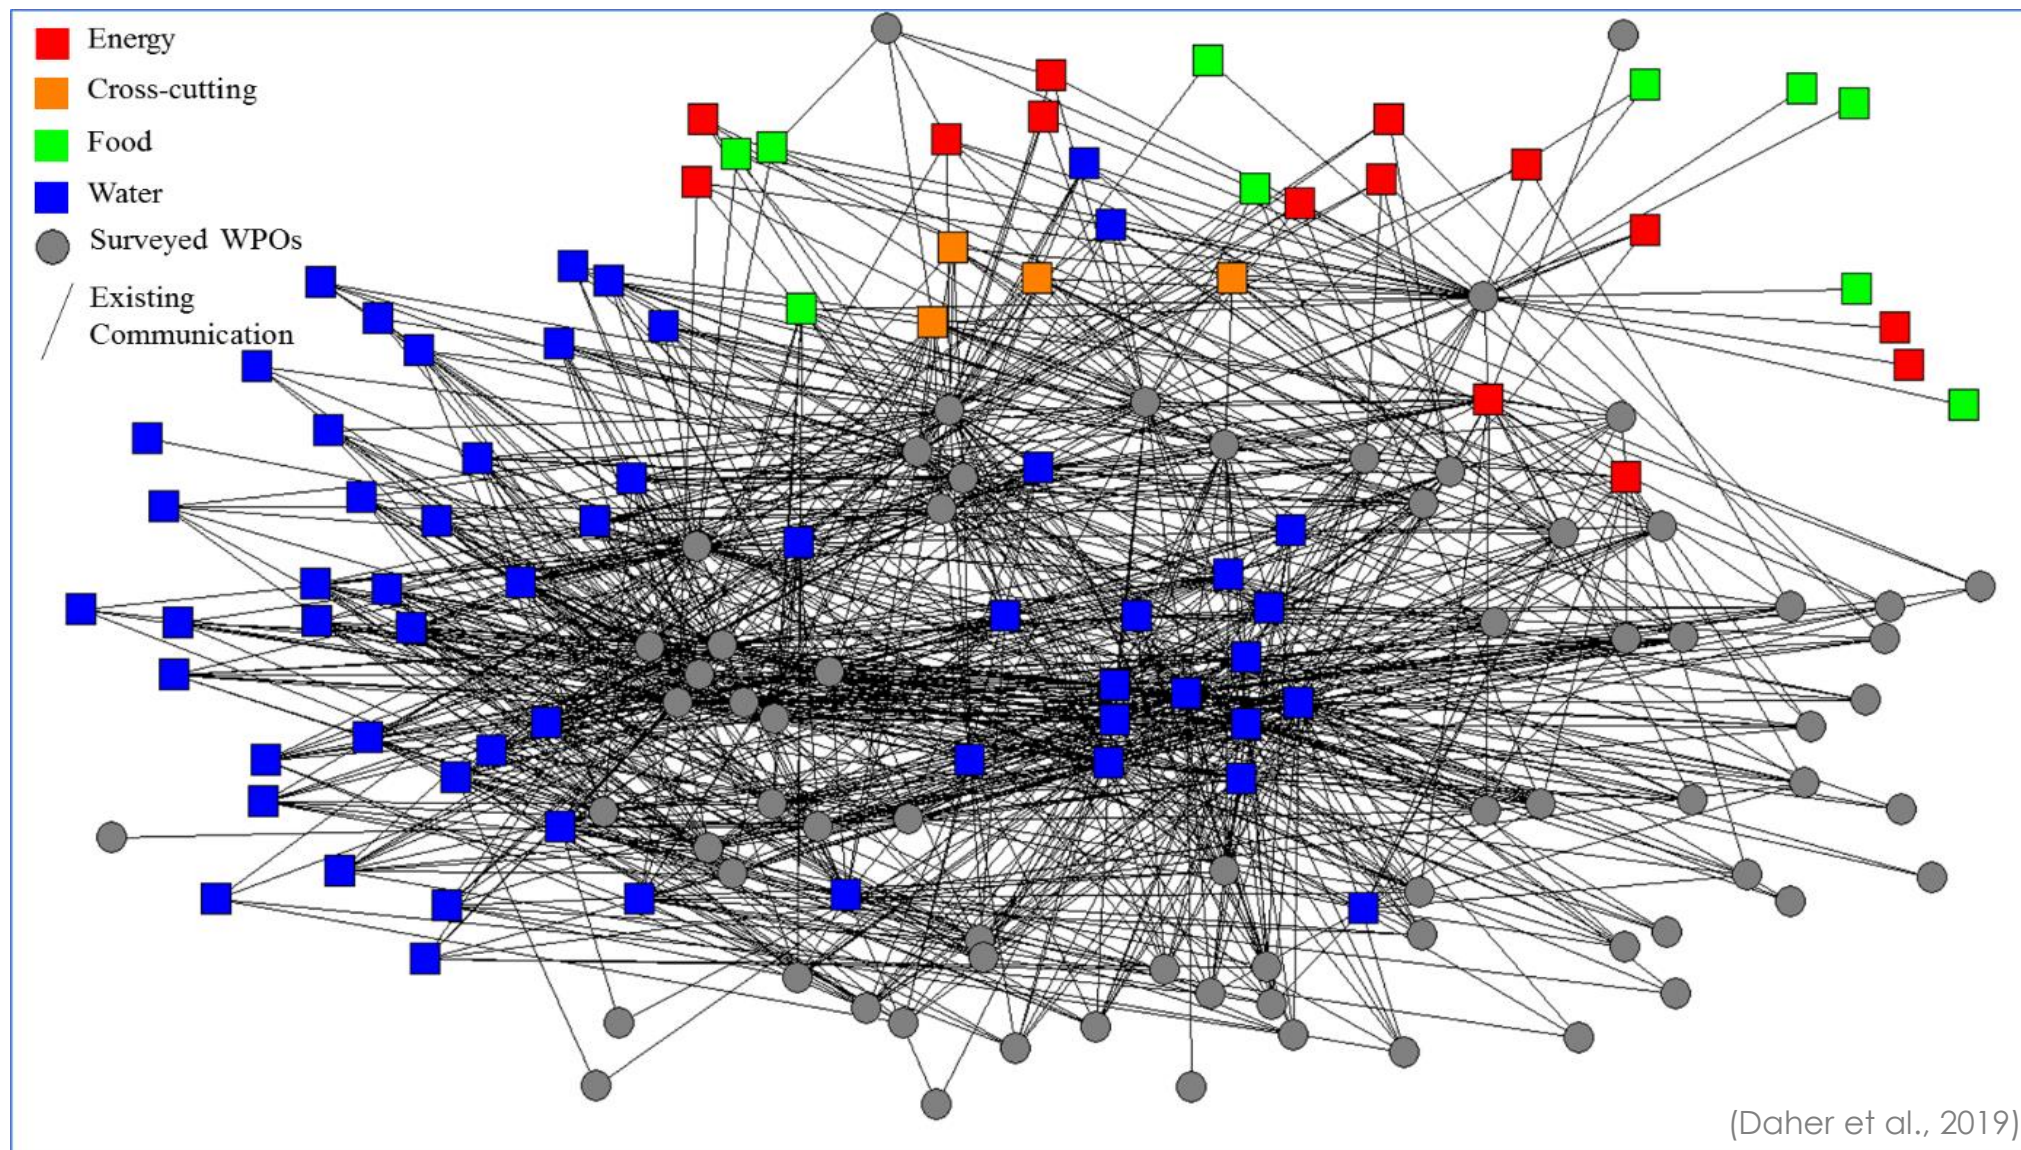 Energy
Cross-cutting
Food
Water
Surveyed WPOs
Existing
Communication
(Daher et al., 2019)